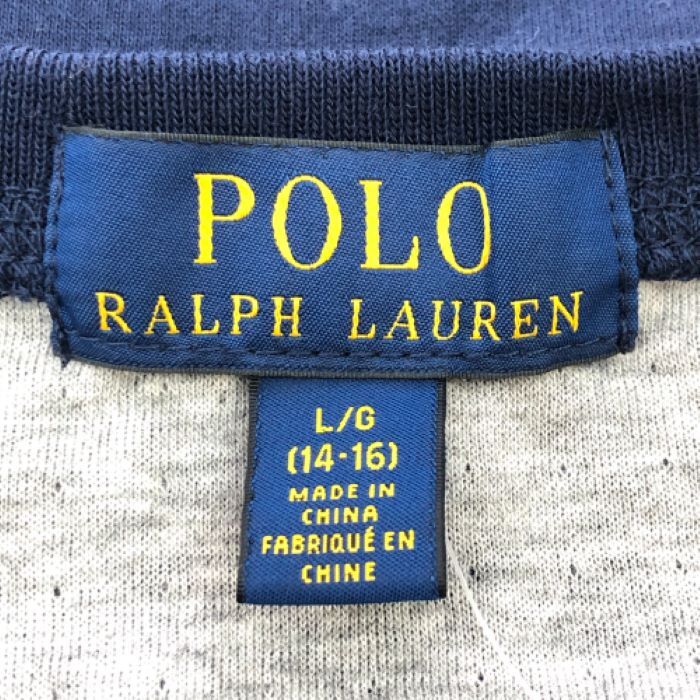 POLO
RALPH LAUREN
L/G
(14-16)
MADE IN
CHINA
FABRIQUÉ EN
CHINE